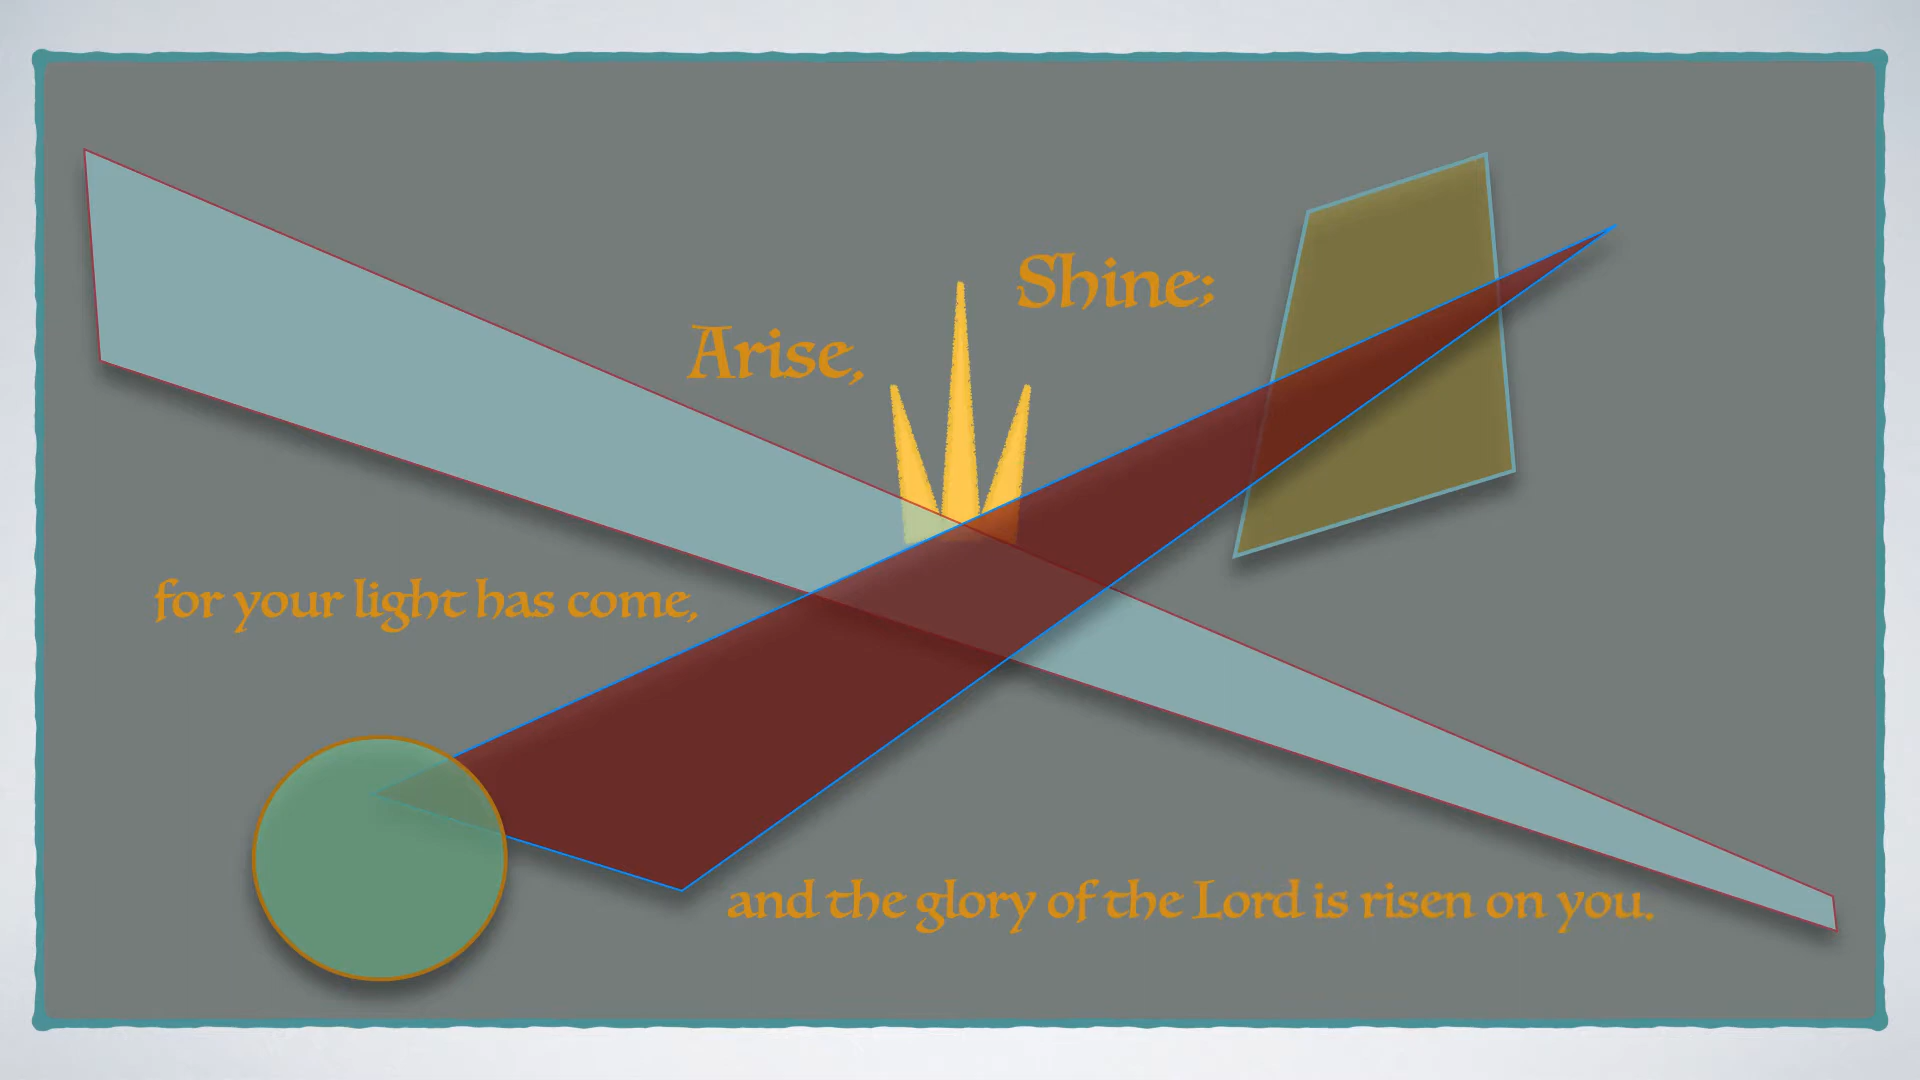 Arise,
Shine;
for your light has come,
and the glory of the Lord is risen on you.